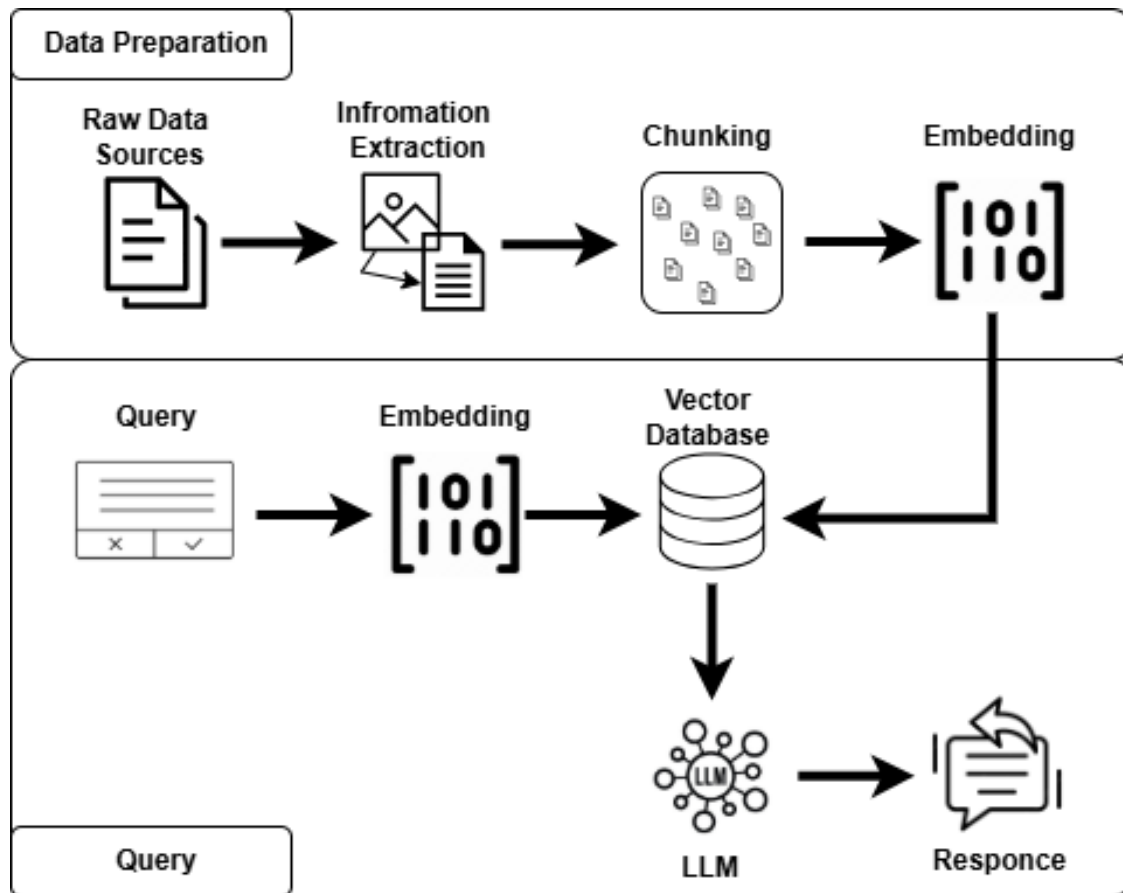 Data Preparation
Raw Data
Sources
Infromation
Extraction
Chunking
Embedding
101
110
Query
Embedding
101
110
Vector
Database
LLM
LLM
Responce
Query